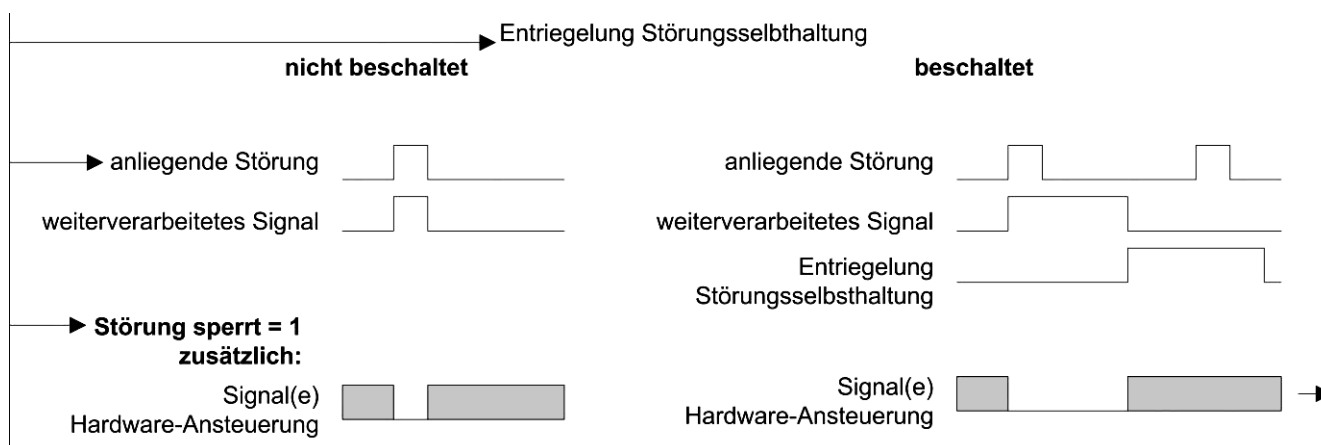 Entriegelung Störungsselbthaltung
nicht beschaltet
beschaltet
anliegende Störung
anliegende Störung
weiterverarbeitetes Signal
weiterverarbeitetes Signal
Entriegelung
Störungsselbsthaltung
Störung sperrt = 1
zusätzlich:
Signal(e)
Hardware-Ansteuerung
Signal(e)
Hardware-Ansteuerung